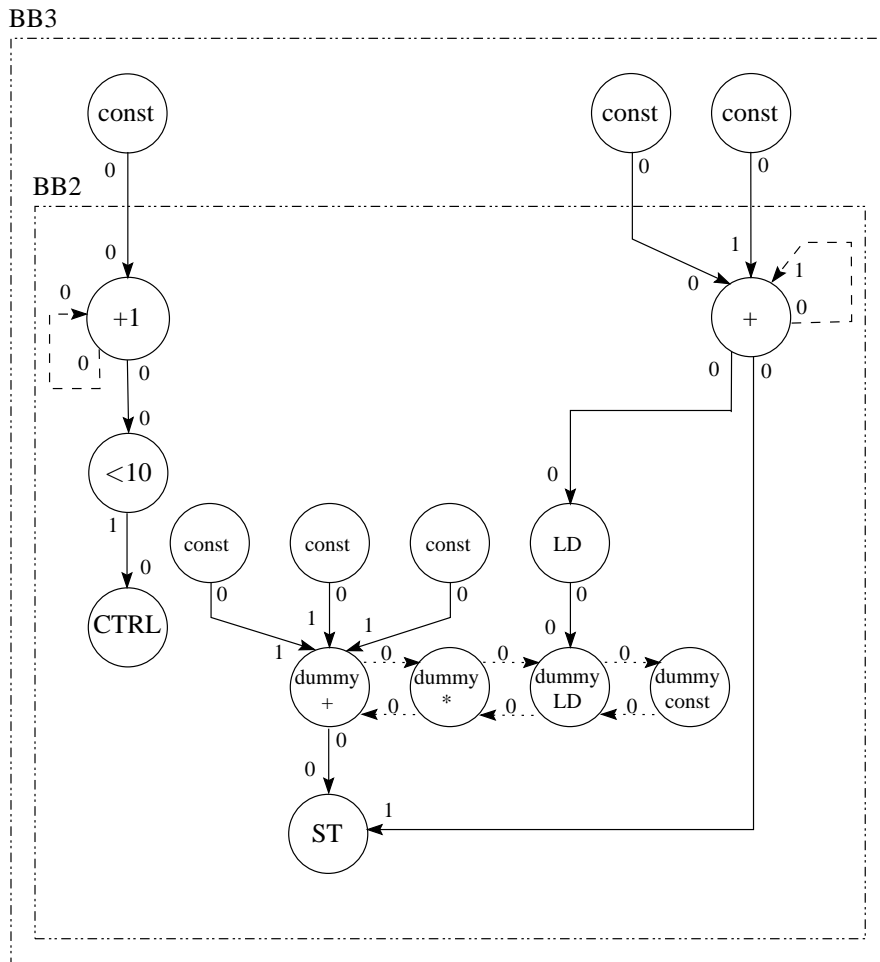 BB3
const const const
0 0 0
BB2
0 1
0 0 1
+1 + 0
0 0 0 0
0
<10
0
1 const const const LD
0 0 0 0 0
CTRL 1 1 0
1 0 0 0
dummy dummy dummy dummy
+ * LD const
0 0 0
0
0
ST 1